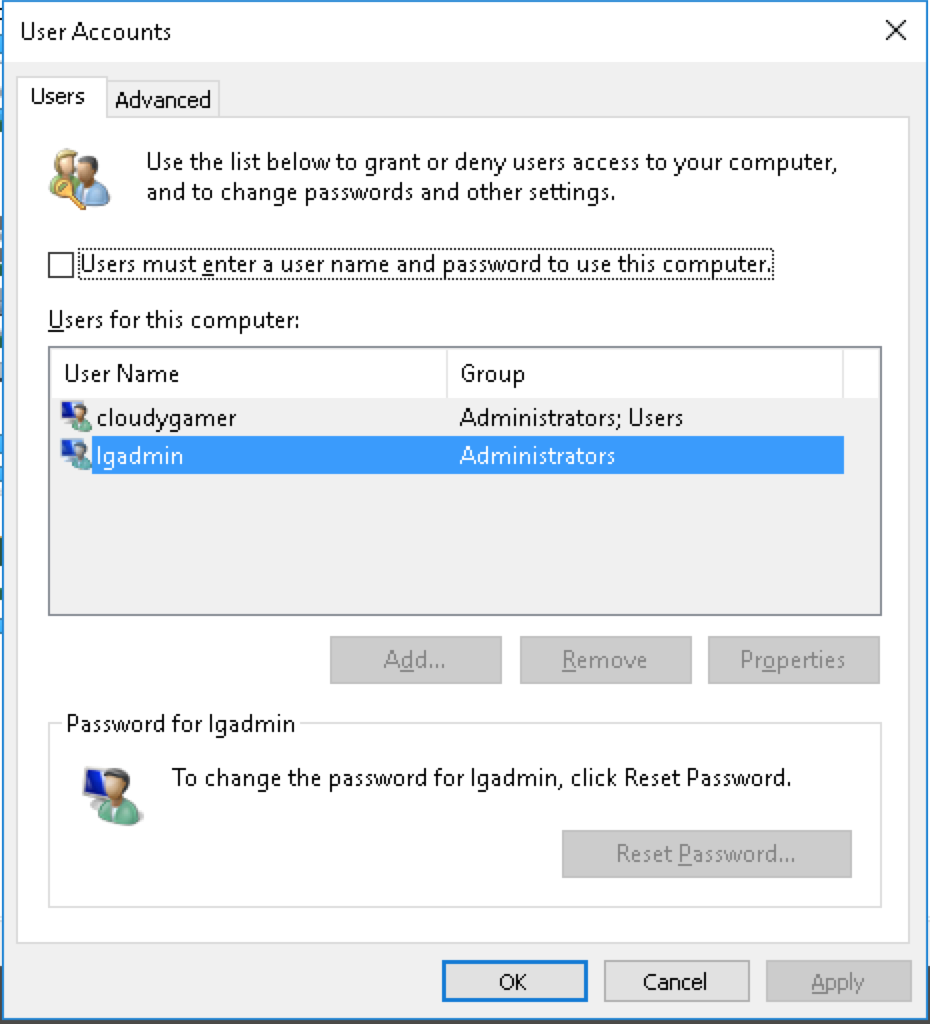 User Accounts
Users
Advanced
Use the list below to grant or deny users access to your computer,
and to change passwords and other settings.
Users must enter a user name and password to use this computer.
Users for this computer:
User Name Group
cloudygamer Administrators; Users
lgadmin Administrators
Add... Remove Properties
Password for lgadmin
To change the password for lgadmin, click Reset Password.
Reset Password...
OK Cancel Apply